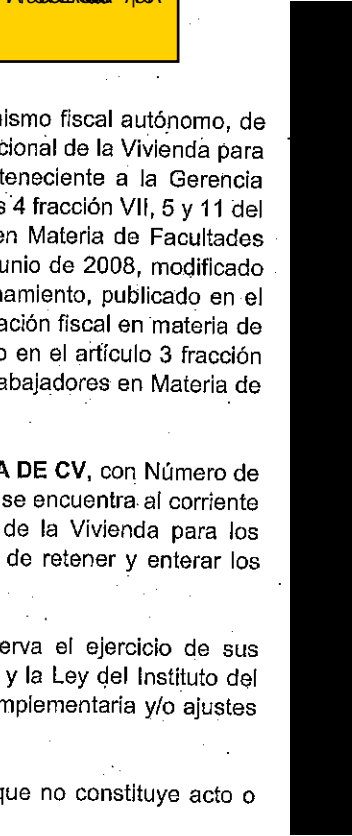 ismo fiscal autónomo, de
cional de la Vivienda para
teneciente a la Gerencia
s 4 fracción VII, 5 y 11 del
en Materia de Facultades
unio de 2008, modificado
namiento, publicado en el
ación fiscal en materia de
o en el artículo 3 fracción
abajadores en Materia de
A DE CV, con Número de
se encuentra al corriente
de la Vivienda para los
de retener y enterar los
erva el ejercicio de sus
y la Ley del Instituto del
mplementaria y/o ajustes
que no constituye acto o